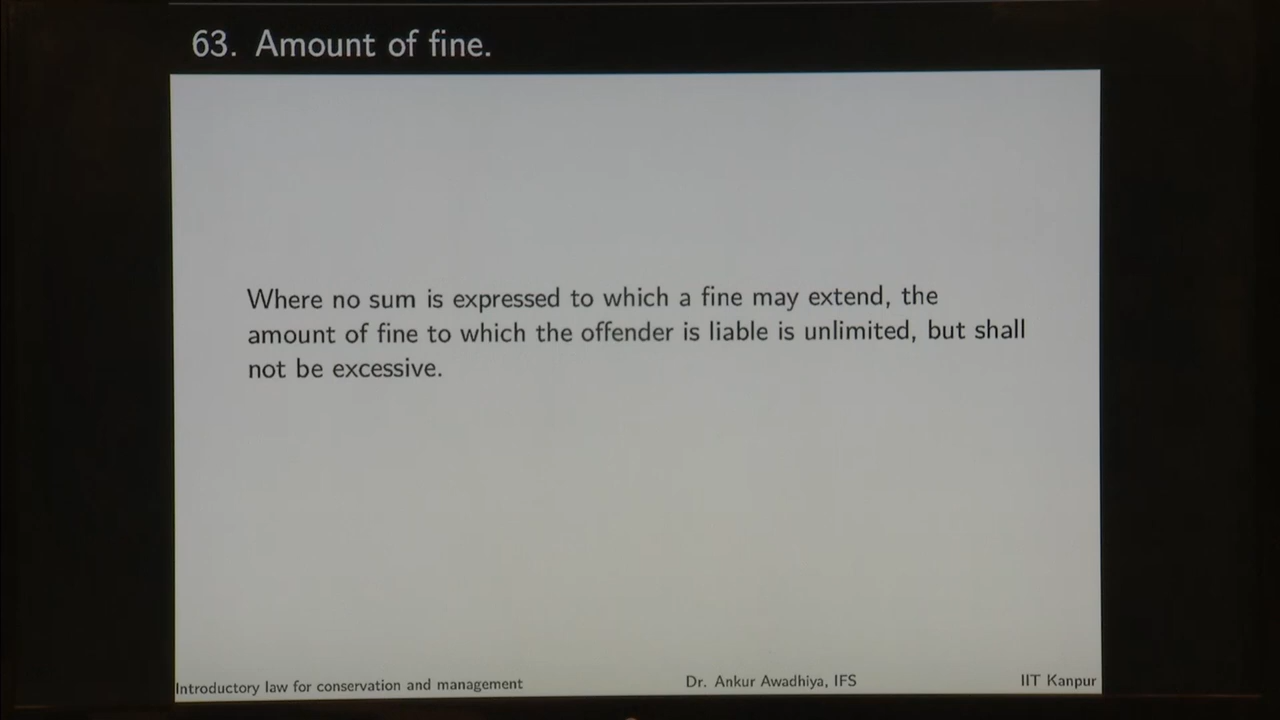 63. Amount of fine.
Where no sum is expressed to which a fine may extend, the
amount of fine to which the offender is liable is unlimited, but shall
not be excessive.
Introductory law for conservation and management Dr. Ankur Awadhiya, IFS IIT Kanpur